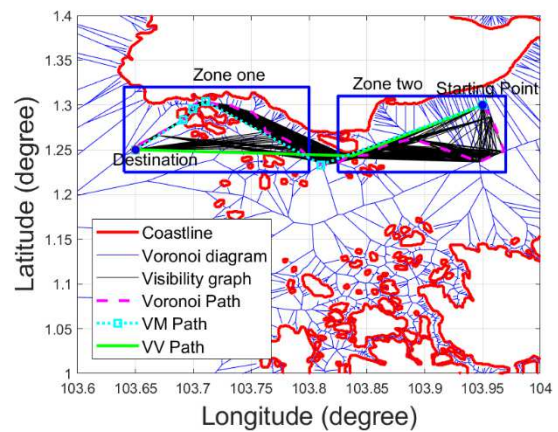 1.4
1.35
1.3
1.25
1.2
1.15
1.1
1.05
1
Latitude (degree)
Zone one
Zone two
Starting Point
Destination
Coastline
Voronoi diagram
Visibility graph
Voronoi Path
VM Path
VV Path
103.6 103.65 103.7 103.75 103.8 103.85 103.9 103.95 104
Longitude (degree)